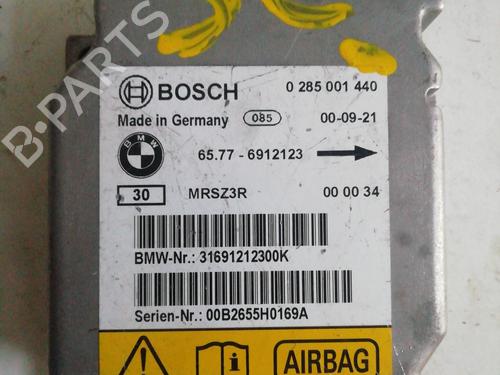 B-PARTS
BOSCH 0 285 001 440
Made in Germany 085 00-09-21
BMW 65.77 - 6912123
30 MRSZ3R 00 00 34
BMW-Nr.: 31691212300K
Serien-Nr.: 00B2655H0169A
AIRBAG